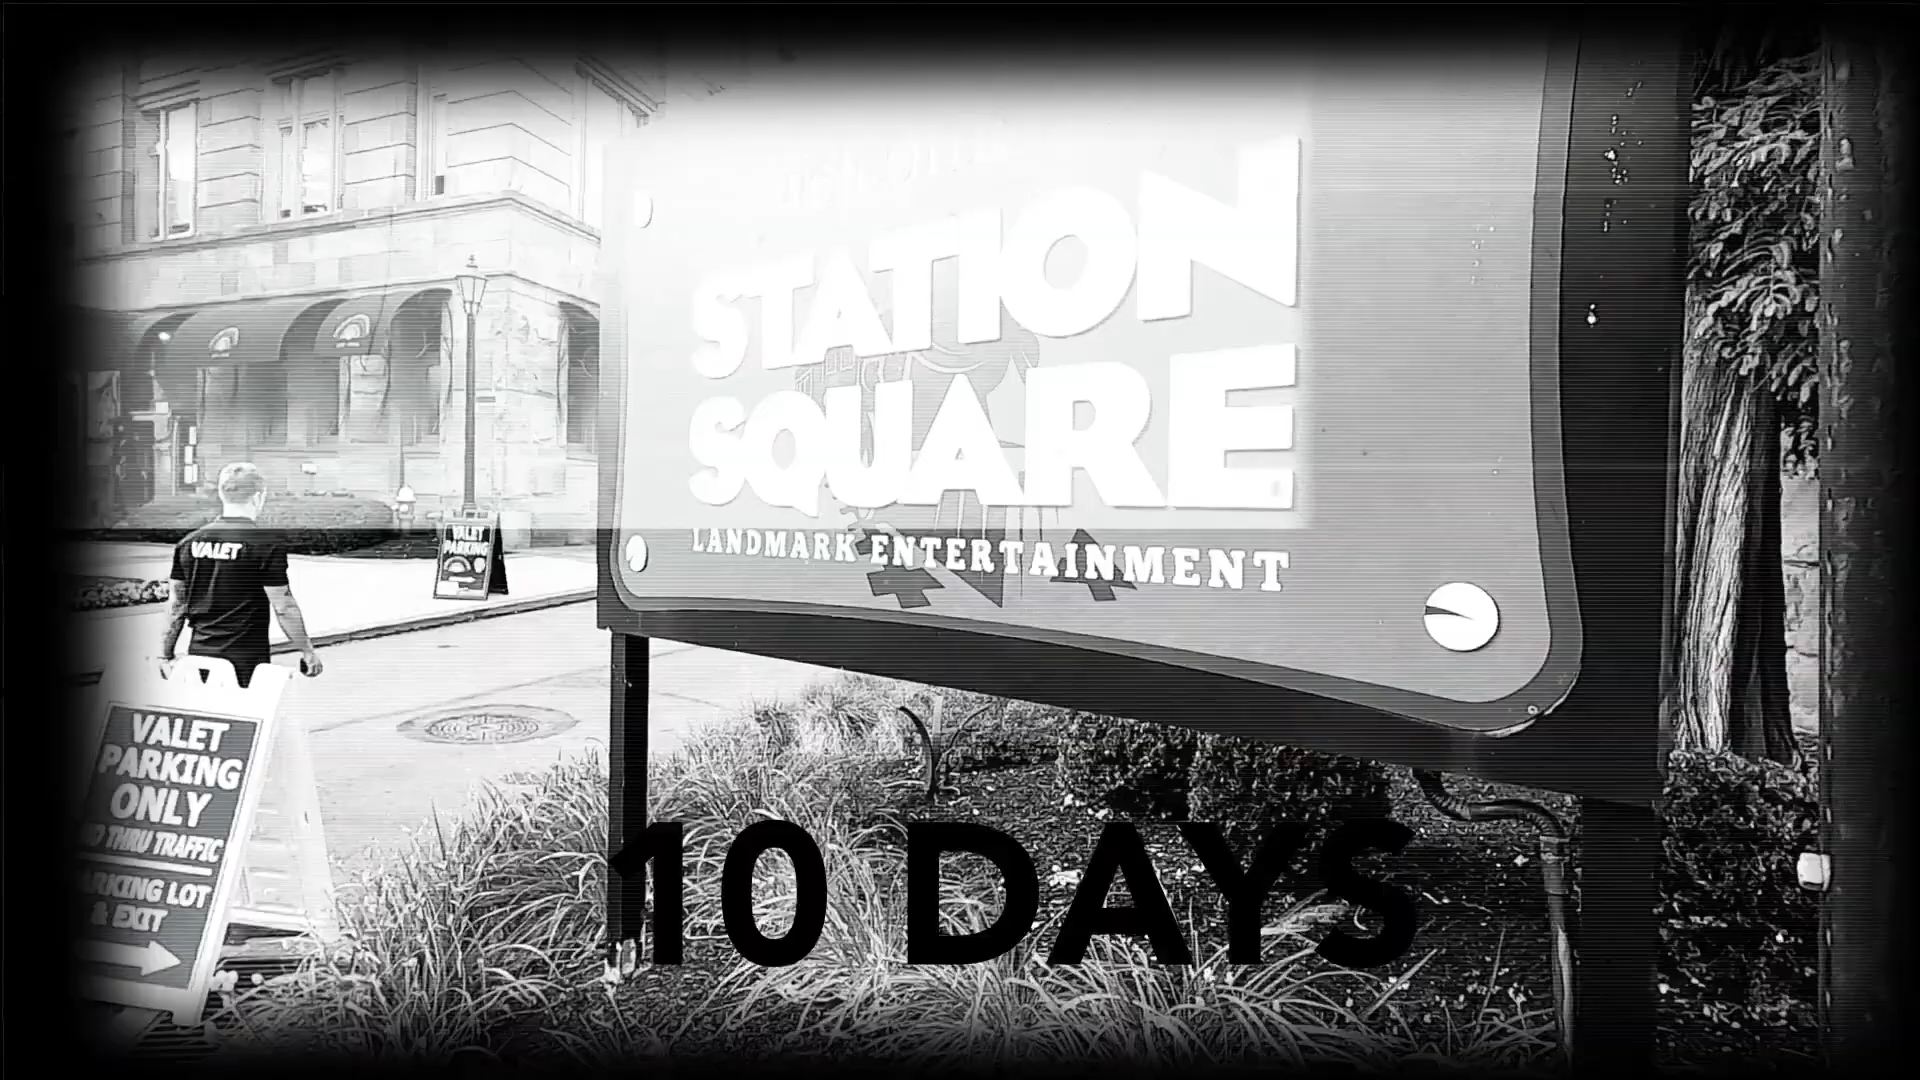 STATION
SQUARE
LANDMARK ENTERTAINMENT
VALET
VALET
PARKING
VALET
PARKING
ONLY
THRU TRAFFIC
PARKING LOT
& EXIT
10 DAYS